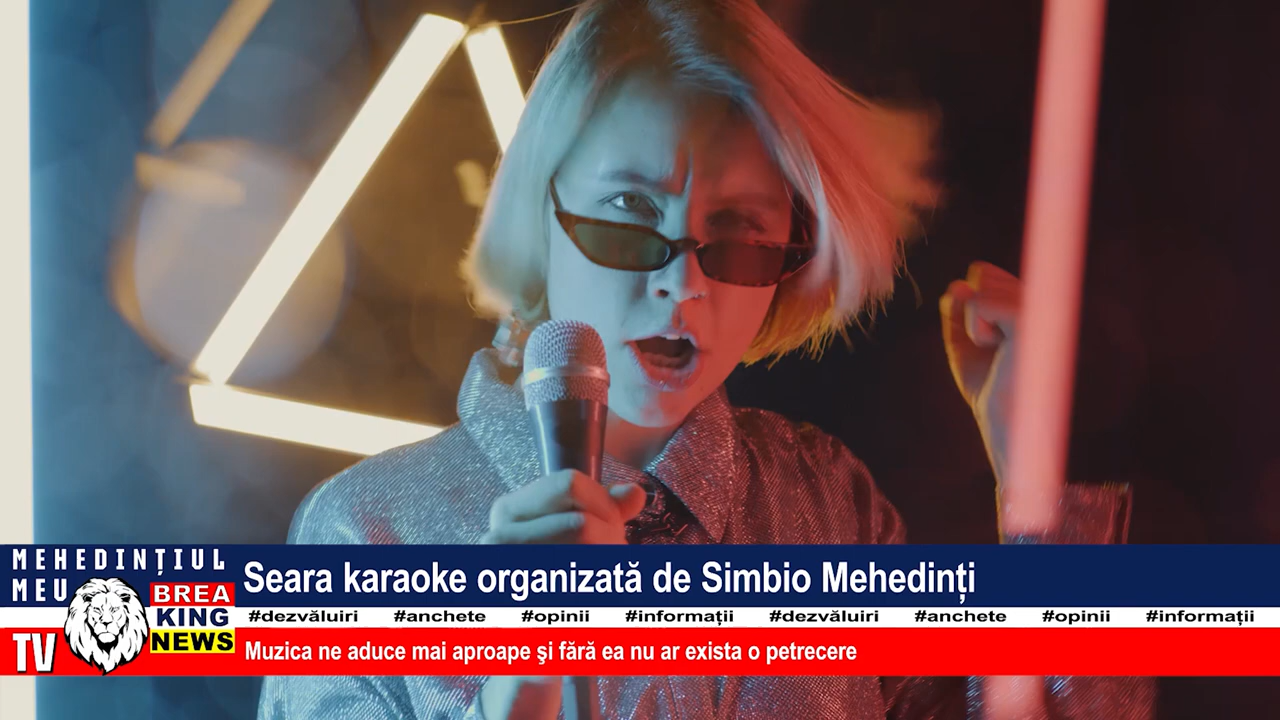 MEHEDINȚIUL
MEU
TV
BREA
KING
NEWS
Seara karaoke organizată de Simbio Mehedinți
#dezvăluiri #anchete #opinii #informații #dezvăluiri #anchete #opinii #informații
Muzica ne aduce mai aproape şi fără ea nu ar exista o petrecere